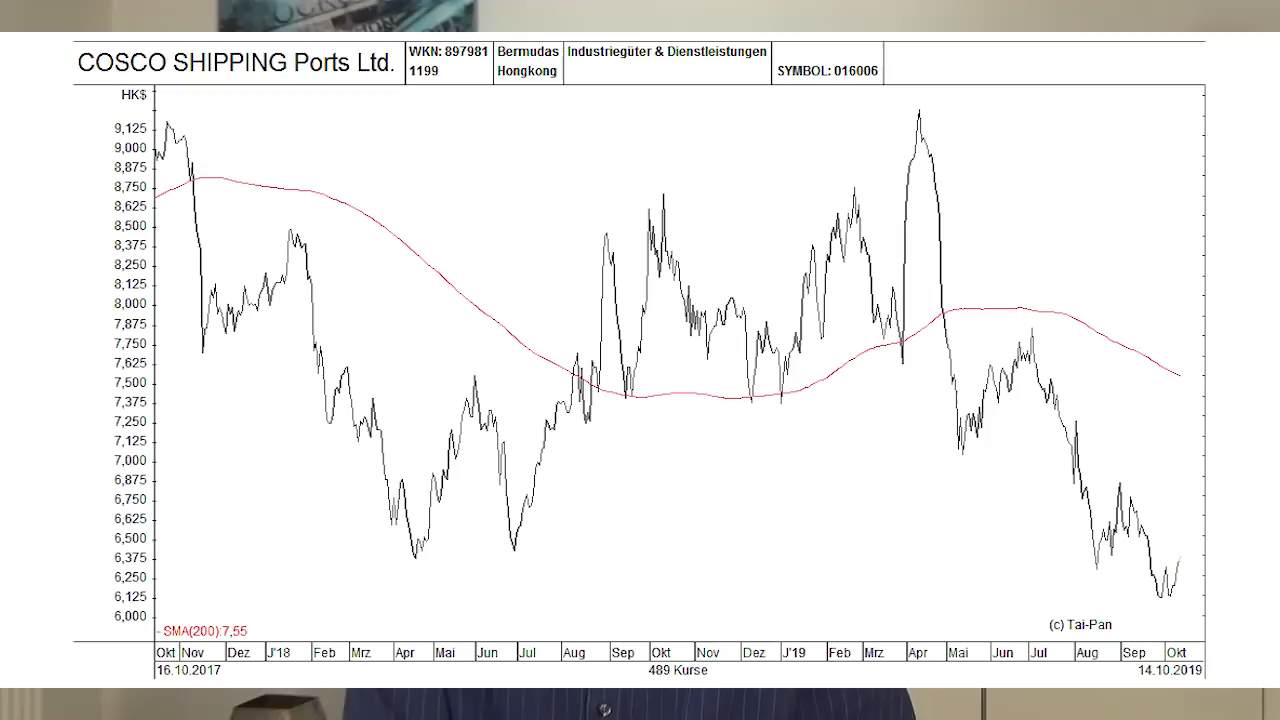 COSCO SHIPPING Ports Ltd.
WKN: 897981
1199
Bermudas
Hongkong
Industriegüter & Dienstleistungen
SYMBOL: 016006
HK$
9,125
9,000
8,875
8,750
8,625
8,500
8,375
8,250
8,125
8,000
7,875
7,750
7,625
7,500
7,375
7,250
7,125
7,000
6,875
6,750
6,625
6,500
6,375
6,250
6,125
6,000
- SMA(200):7,55
(c) Tai-Pan
Okt Nov Dez J'18 Feb Mrz Apr Mai Jun Jul Aug Sep Okt Nov Dez J'19 Feb Mrz Apr Mai Jun Jul Aug Sep Okt
16.10.2017 489 Kurse 14.10.2019